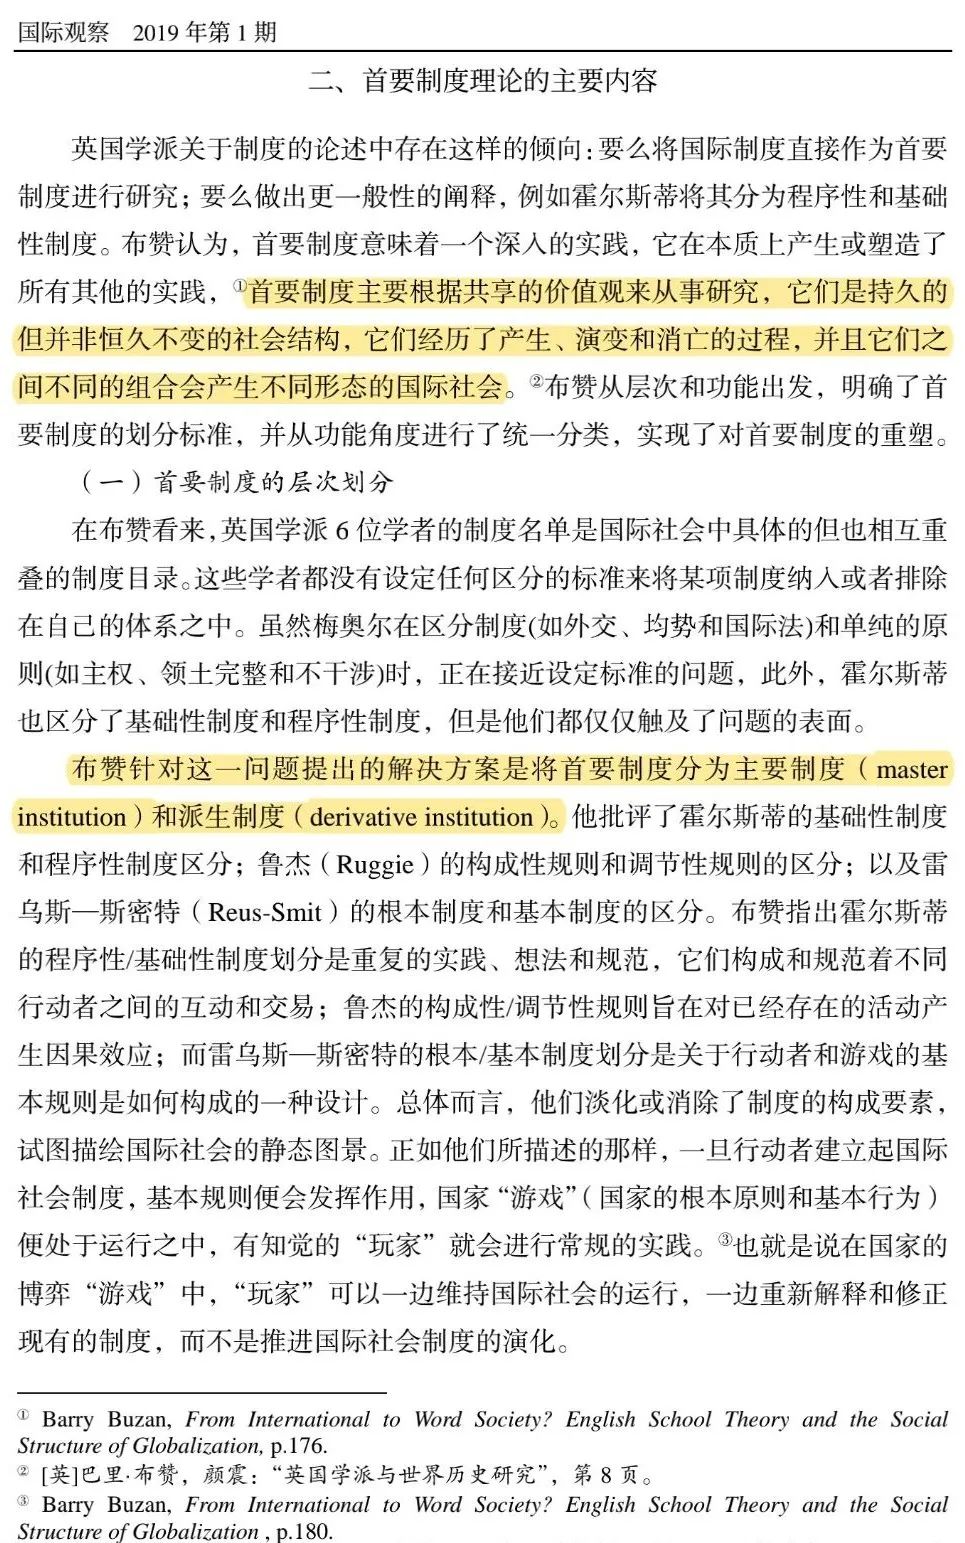 国际观察　2019 年第 1 期
二、首要制度理论的主要内容
英国学派关于制度的论述中存在这样的倾向：要么将国际制度直接作为首要
制度进行研究；要么做出更一般性的阐释，例如霍尔斯蒂将其分为程序性和基础
性制度。布赞认为，首要制度意味着一个深入的实践，它在本质上产生或塑造了
所有其他的实践，①首要制度主要根据共享的价值观来从事研究，它们是持久的
但并非恒久不变的社会结构，它们经历了产生、演变和消亡的过程，并且它们之
间不同的组合会产生不同形态的国际社会。②布赞从层次和功能出发，明确了首
要制度的划分标准，并从功能角度进行了统一分类，实现了对首要制度的重塑。
（一）首要制度的层次划分
在布赞看来，英国学派 6 位学者的制度名单是国际社会中具体的但也相互重
叠的制度目录。这些学者都没有设定任何区分的标准来将某项制度纳入或者排除
在自己的体系之中。虽然梅奥尔在区分制度(如外交、均势和国际法)和单纯的原
则(如主权、领土完整和不干涉)时，正在接近设定标准的问题，此外，霍尔斯蒂
也区分了基础性制度和程序性制度，但是他们都仅仅触及了问题的表面。
布赞针对这一问题提出的解决方案是将首要制度分为主要制度（master
institution）和派生制度（derivative institution）。他批评了霍尔斯蒂的基础性制度
和程序性制度区分；鲁杰（Ruggie）的构成性规则和调节性规则的区分；以及雷
乌斯—斯密特（Reus-Smit）的根本制度和基本制度的区分。布赞指出霍尔斯蒂
的程序性/基础性制度划分是重复的实践、想法和规范，它们构成和规范着不同
行动者之间的互动和交易；鲁杰的构成性/调节性规则旨在对已经存在的活动产
生因果效应；而雷乌斯—斯密特的根本/基本制度划分是关于行动者和游戏的基
本规则是如何构成的一种设计。总体而言，他们淡化或消除了制度的构成要素，
试图描绘国际社会的静态图景。正如他们所描述的那样，一旦行动者建立起国际
社会制度，基本规则便会发挥作用，国家“游戏”（国家的根本原则和基本行为）
便处于运行之中，有知觉的“玩家”就会进行常规的实践。③也就是说在国家的
博弈“游戏”中，“玩家”可以一边维持国际社会的运行，一边重新解释和修正
现有的制度，而不是推进国际社会制度的演化。
① Barry Buzan, From International to Word Society? English School Theory and the Social
Structure of Globalization, p.176.
② [英]巴里·布赞，颜震：“英国学派与世界历史研究”，第 8 页。
③ Barry Buzan, From International to Word Society? English School Theory and the Social
Structure of Globalization , p.180.